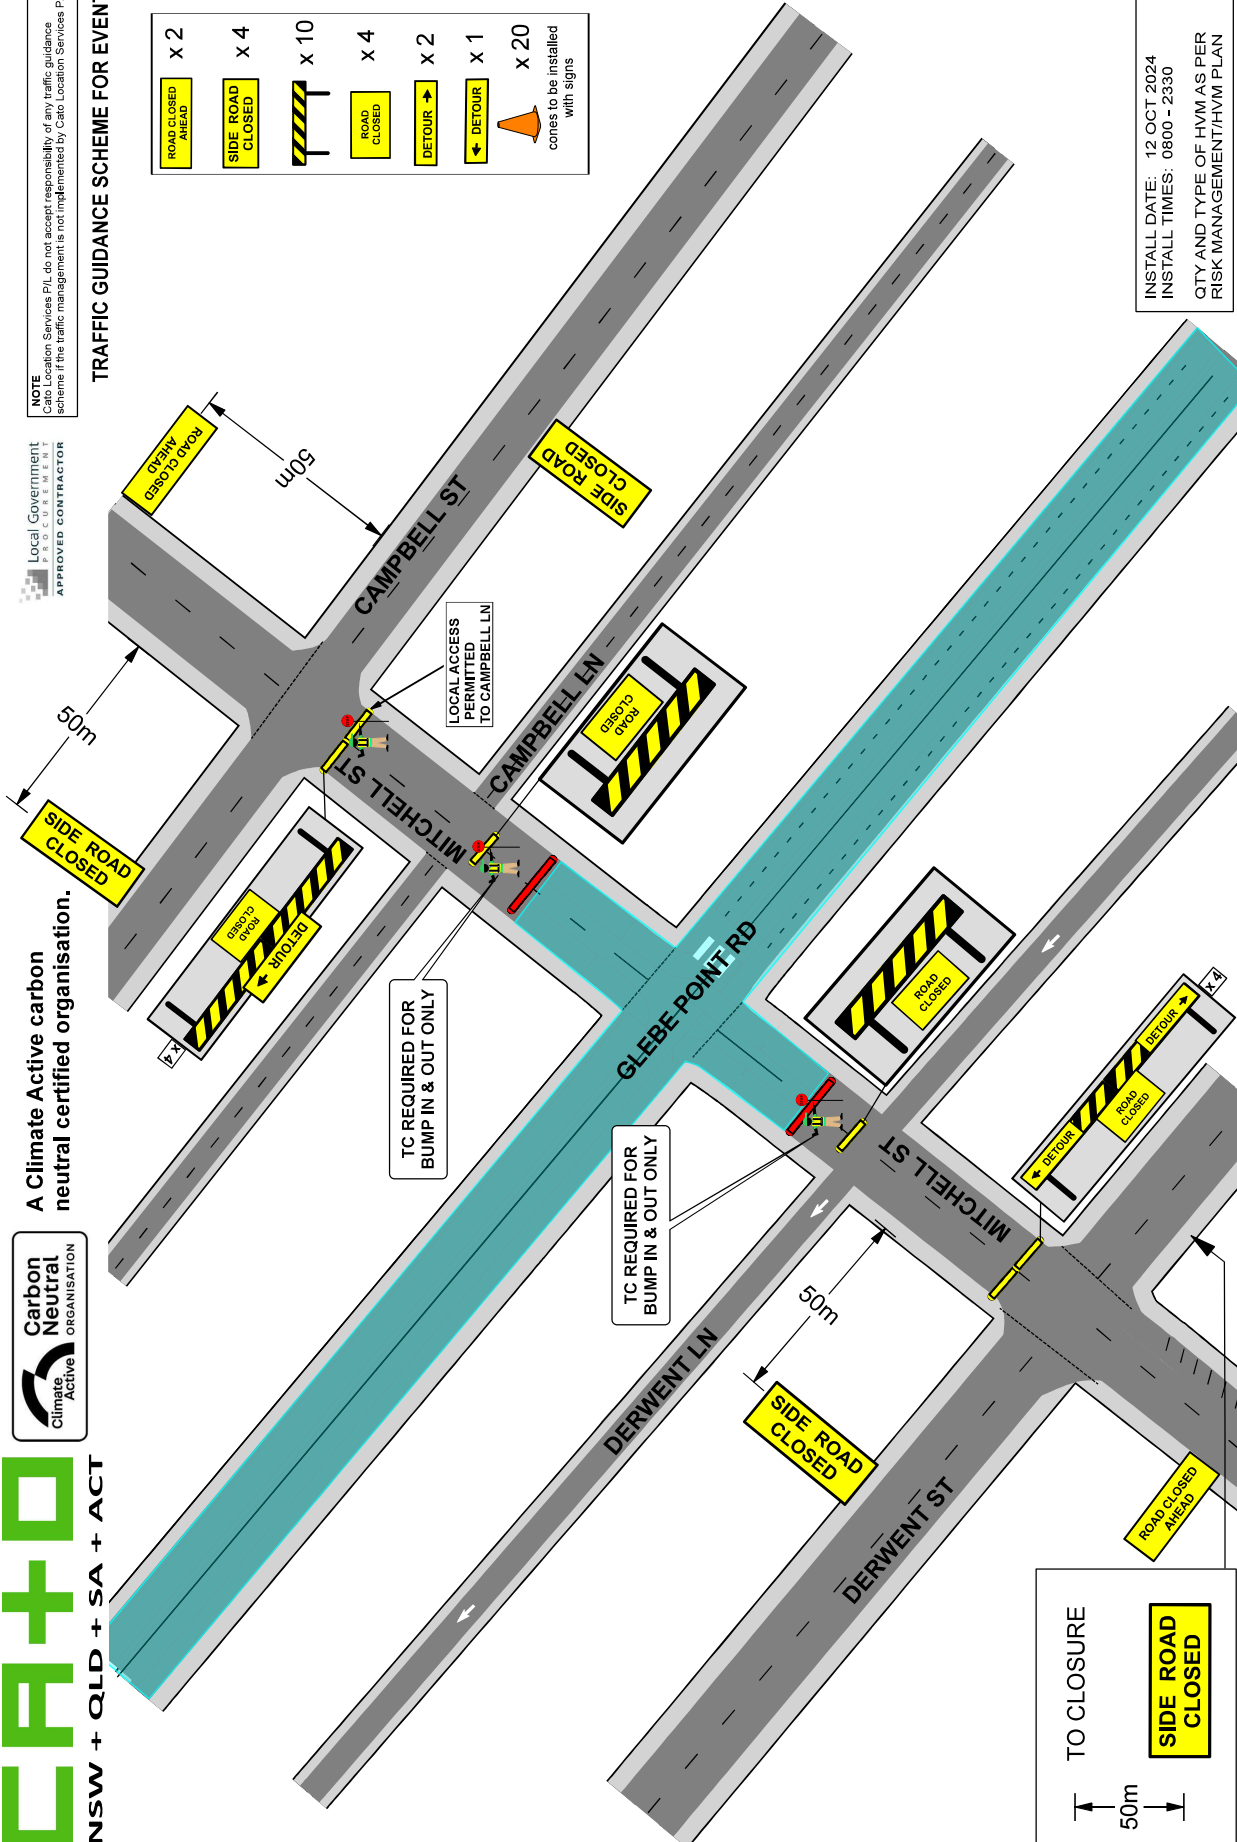 CA+D
NSW + QLD + SA + ACT
Climate
Active
Carbon
Neutral
ORGANISATION
A Climate Active carbon
neutral certified organisation.
Local Government
PROCUREMENT
APPROVED CONTRACTOR
NOTE
Cato Location Services P/L do not accept responsibility of any traffic guidance
scheme if the traffic management is not implemented by Cato Location Services P
TRAFFIC GUIDANCE SCHEME FOR EVENT
ROAD CLOSED
AHEAD
x 2
SIDE ROAD
CLOSED
x 4
x 10
ROAD
CLOSED
x 4
DETOUR →
x 2
← DETOUR
x 1
x 20
cones to be installed
with signs
SIDE ROAD
CLOSED
50m
ROAD CLOSED
AHEAD
50m
CAMPBELL ST
SIDE ROAD
CLOSED
LOCAL ACCESS
PERMITTED
TO CAMPBELL LN
MITCHELL ST
CAMPBELL LN
ROAD
CLOSED
← DETOUR
x 4
ROAD
CLOSED
TC REQUIRED FOR
BUMP IN & OUT ONLY
GLEBE POINT RD
TC REQUIRED FOR
BUMP IN & OUT ONLY
ROAD
CLOSED
MITCHELL ST
← DETOUR
ROAD
CLOSED
DETOUR →
x 4
50m
SIDE ROAD
CLOSED
DERWENT LN
DERWENT ST
ROAD CLOSED
AHEAD
50m
TO CLOSURE
SIDE ROAD
CLOSED
INSTALL DATE: 12 OCT 2024
INSTALL TIMES: 0800 - 2330
QTY AND TYPE OF HVM AS PER
RISK MANAGEMENT/HVM PLAN